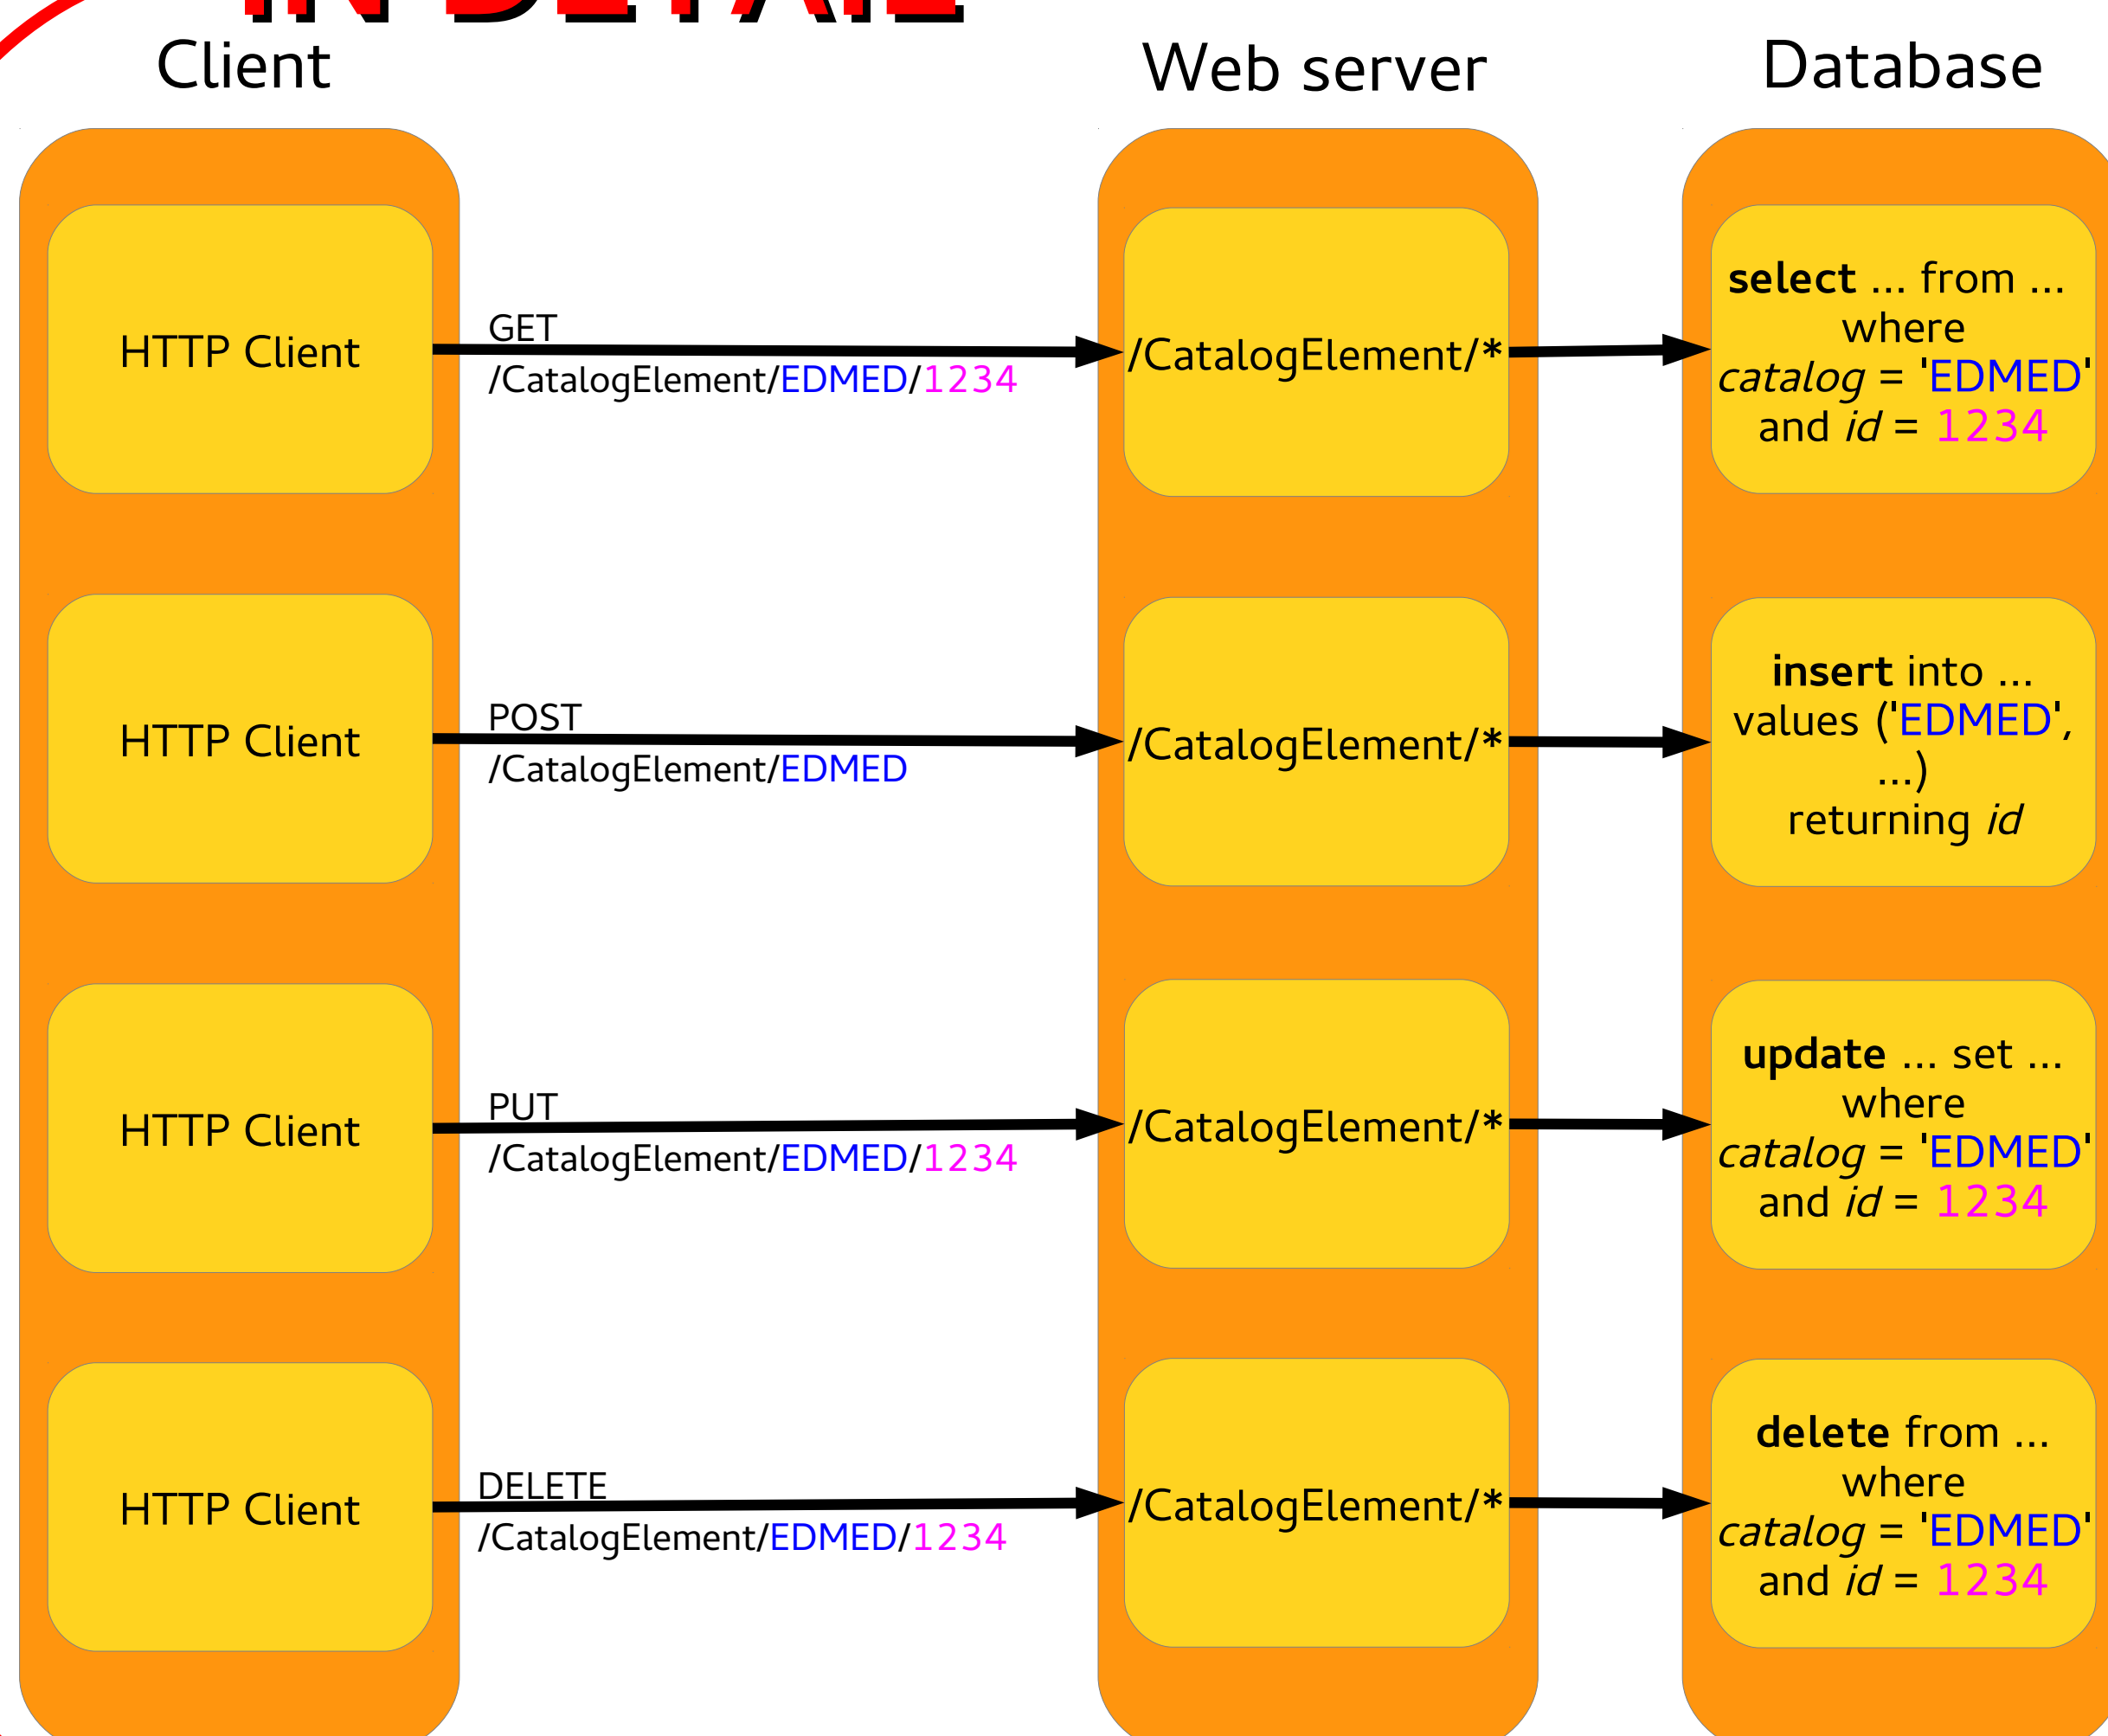 IN DETAIL
Client
Web server
Database
HTTP Client
GET
/CatalogElement/EDMED/1234
/CatalogElement/*
select ... from ...
where
catalog = 'EDMED'
and id = 1234
HTTP Client
POST
/CatalogElement/EDMED
/CatalogElement/*
insert into ...
values ('EDMED',
...)
returning id
HTTP Client
PUT
/CatalogElement/EDMED/1234
/CatalogElement/*
update ... set ...
where
catalog = 'EDMED'
and id = 1234
HTTP Client
DELETE
/CatalogElement/EDMED/1234
/CatalogElement/*
delete from ...
where
catalog = 'EDMED'
and id = 1234